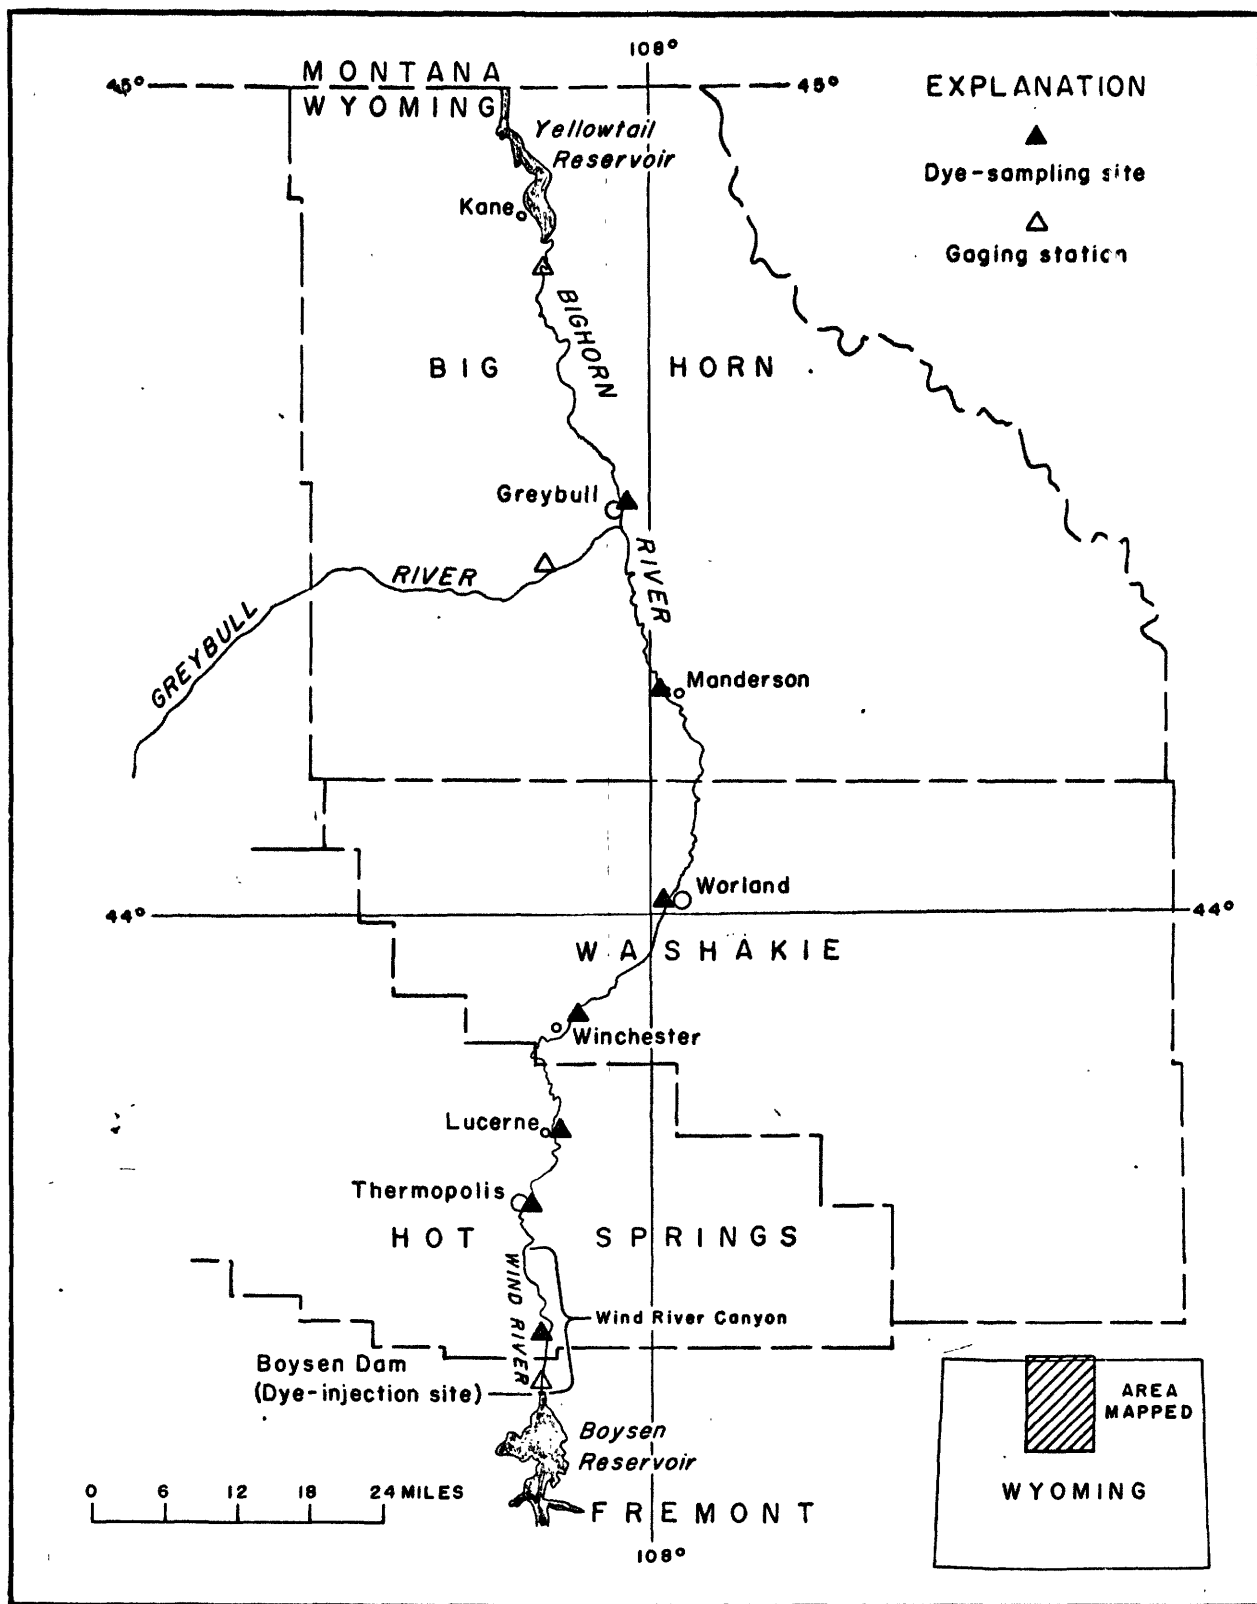 108°
45°
MONTANA
WYOMING
45°
EXPLANATION
Dye-sampling site
Gaging station
Yellowtail
Reservoir
Kane
BIGHORN
BIG HORN
Greybull
RIVER
RIVER
GREYBULL
Manderson
Worland
44°
44°
WASHAKIE
Winchester
Lucerne
Thermopolis
HOT SPRINGS
WIND RIVER
Wind River Canyon
Boysen Dam
(Dye-injection site)
AREA
MAPPED
Boysen
Reservoir
WYOMING
0 6 12 18 24 MILES
FREMONT
108°